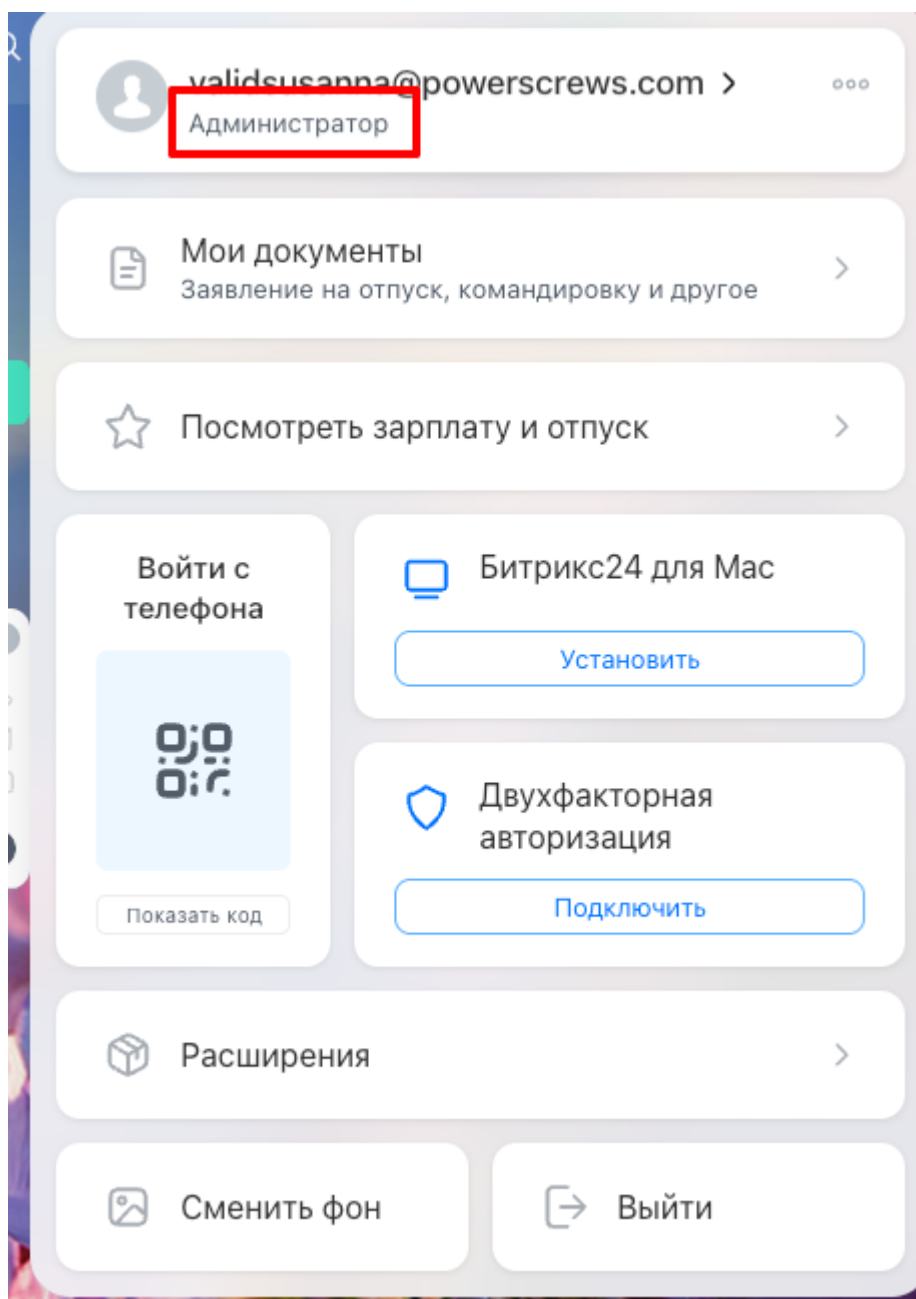 validsusanna@powerscrews.com
Администратор
Мои документы
Заявление на отпуск, командировку и другое
Посмотреть зарплату и отпуск
Войти с
телефона
Показать код
Битрикс24 для Mac
Установить
Двухфакторная
авторизация
Подключить
Расширения
Сменить фон
Выйти